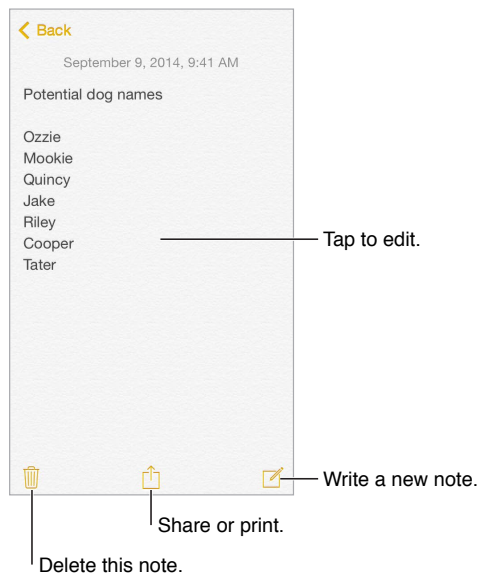 Back
September 9, 2014, 9:41 AM
Potential dog names
Ozzie
Mookie
Quincy
Jake
Riley
Cooper
Tater
Tap to edit.
Write a new note.
Share or print.
Delete this note.